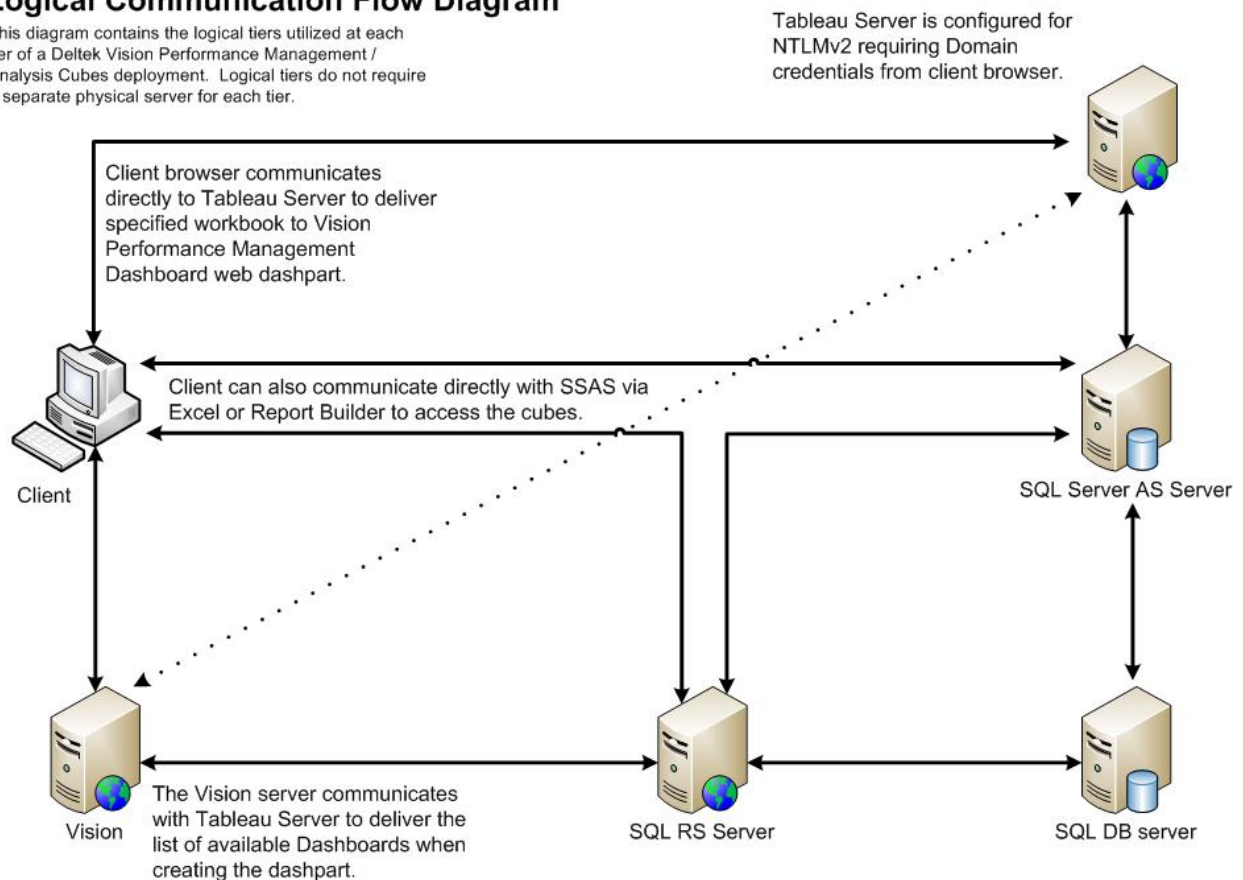 Logical Communication Flow Diagram
his diagram contains the logical tiers utilized at each
er of a Deltek Vision Performance Management /
nalysis Cubes deployment.  Logical tiers do not require
separate physical server for each tier.
Tableau Server is configured for
NTLMv2 requiring Domain
credentials from client browser.
Client browser communicates
directly to Tableau Server to deliver
specified workbook to Vision
Performance Management
Dashboard web dashpart.
Client can also communicate directly with SSAS via
Excel or Report Builder to access the cubes.
Client
SQL Server AS Server
The Vision server communicates
with Tableau Server to deliver the
list of available Dashboards when
creating the dashpart.
Vision
SQL RS Server
SQL DB server